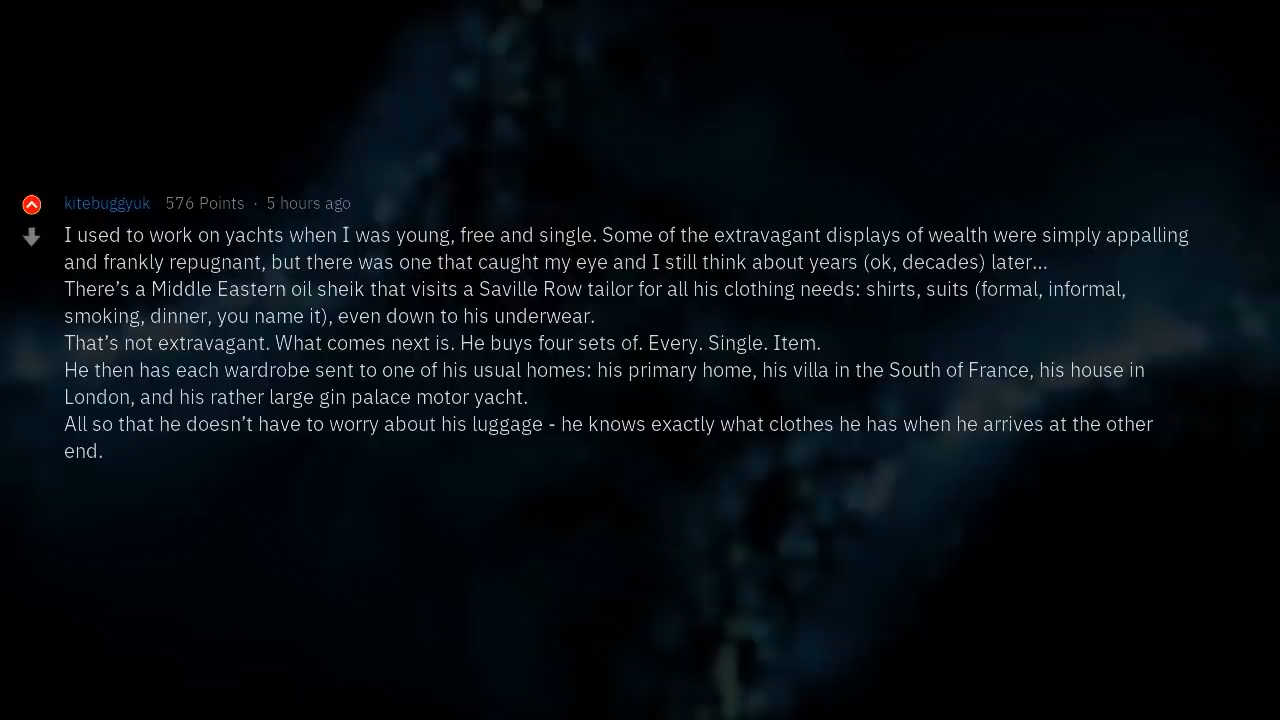 kitebuggyuk 576 Points · 5 hours ago
I used to work on yachts when I was young, free and single. Some of the extravagant displays of wealth were simply appalling
and frankly repugnant, but there was one that caught my eye and I still think about years (ok, decades) later...
There's a Middle Eastern oil sheik that visits a Saville Row tailor for all his clothing needs: shirts, suits (formal, informal,
smoking, dinner, you name it), even down to his underwear.
That's not extravagant. What comes next is. He buys four sets of. Every. Single. Item.
He then has each wardrobe sent to one of his usual homes: his primary home, his villa in the South of France, his house in
London, and his rather large gin palace motor yacht.
All so that he doesn't have to worry about his luggage - he knows exactly what clothes he has when he arrives at the other
end.